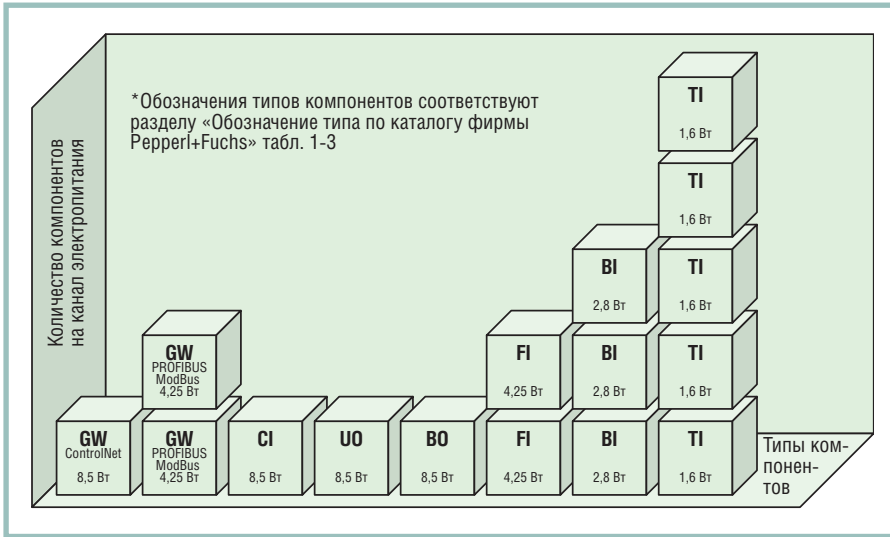 *Обозначения типов компонентов соответствуют
разделу «Обозначение типа по каталогу фирмы
Pepperl+Fuchs» табл. 1-3
Количество компонентов
на канал электропитания
TI
1,6 Вт
TI
1,6 Вт
BI
2,8 Вт
TI
1,6 Вт
GW
PROFIBUS
ModBus
4,25 Вт
FI
4,25 Вт
BI
2,8 Вт
TI
1,6 Вт
GW
ControlNet
8,5 Вт
GW
PROFIBUS
ModBus
4,25 Вт
CI
8,5 Вт
UO
8,5 Вт
BO
8,5 Вт
FI
4,25 Вт
BI
2,8 Вт
TI
1,6 Вт
Типы ком-
понен-
тов